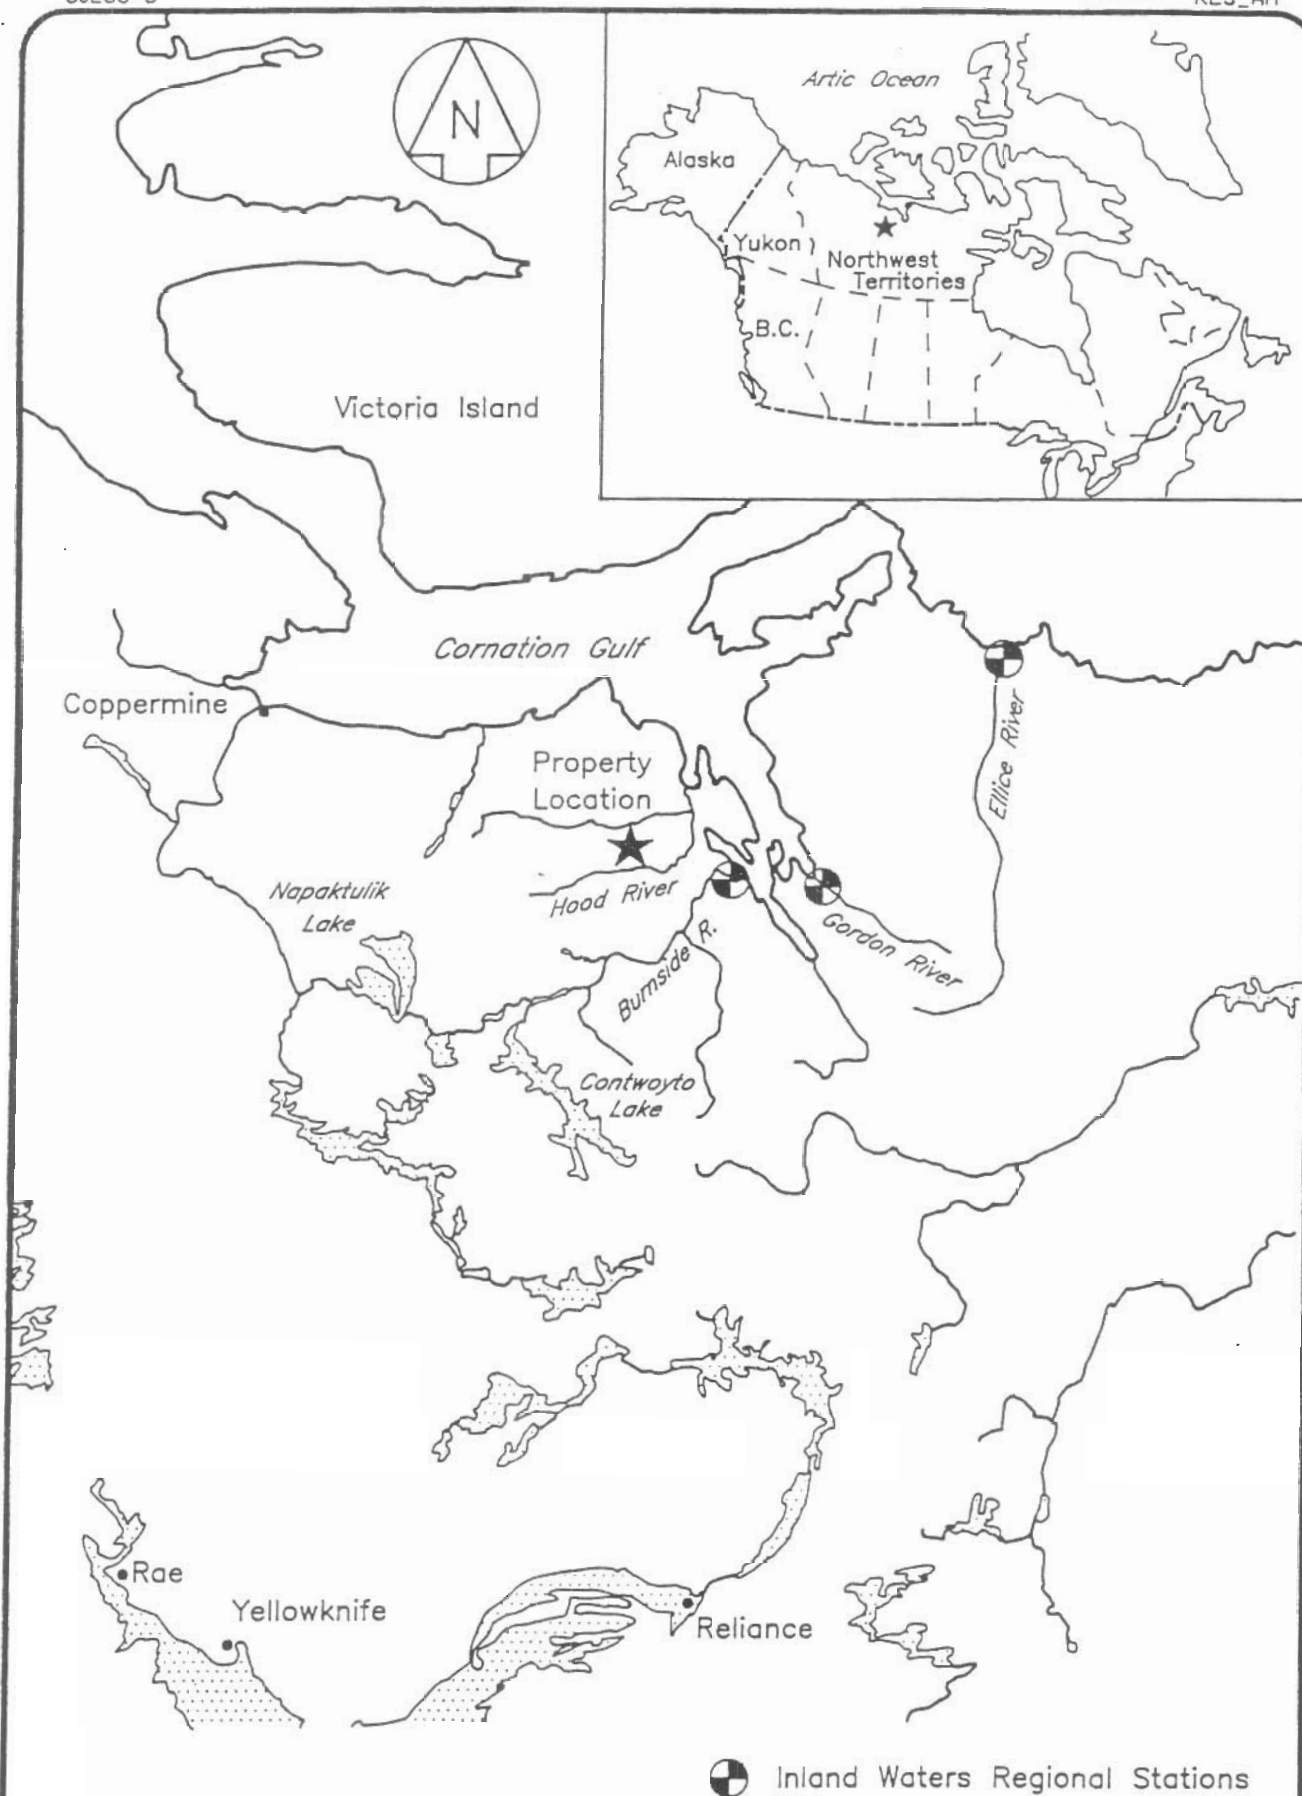 N
Artic Ocean
Alaska
Yukon
Northwest
Territories
B.C.
Victoria Island
Cornation Gulf
Coppermine
Property
Location
Ellice River
Napaktulik
Lake
Hood River
Gordon River
Burnside R.
Contwoyto
Lake
Rae
Yellowknife
Reliance
Inland Waters Regional Stations